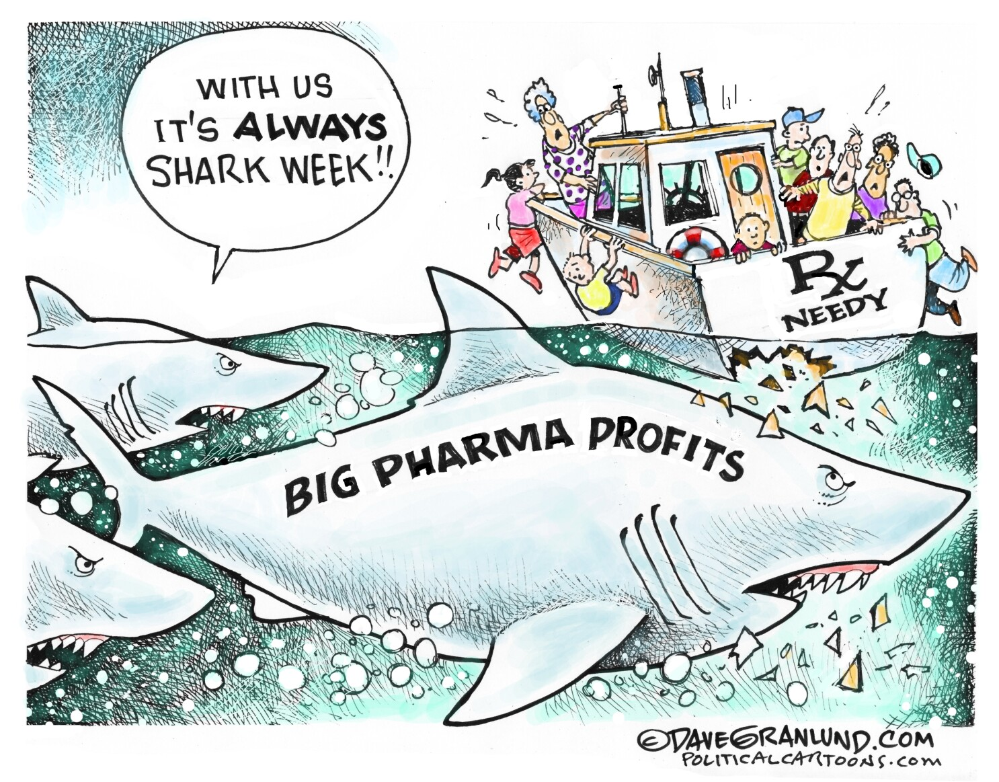 WITH US
IT'S ALWAYS
SHARK WEEK!!
Rx
NEEDY
BIG PHARMA PROFITS
©DAVEGRANLUND.COM
POLITICALCARTOONS.COM